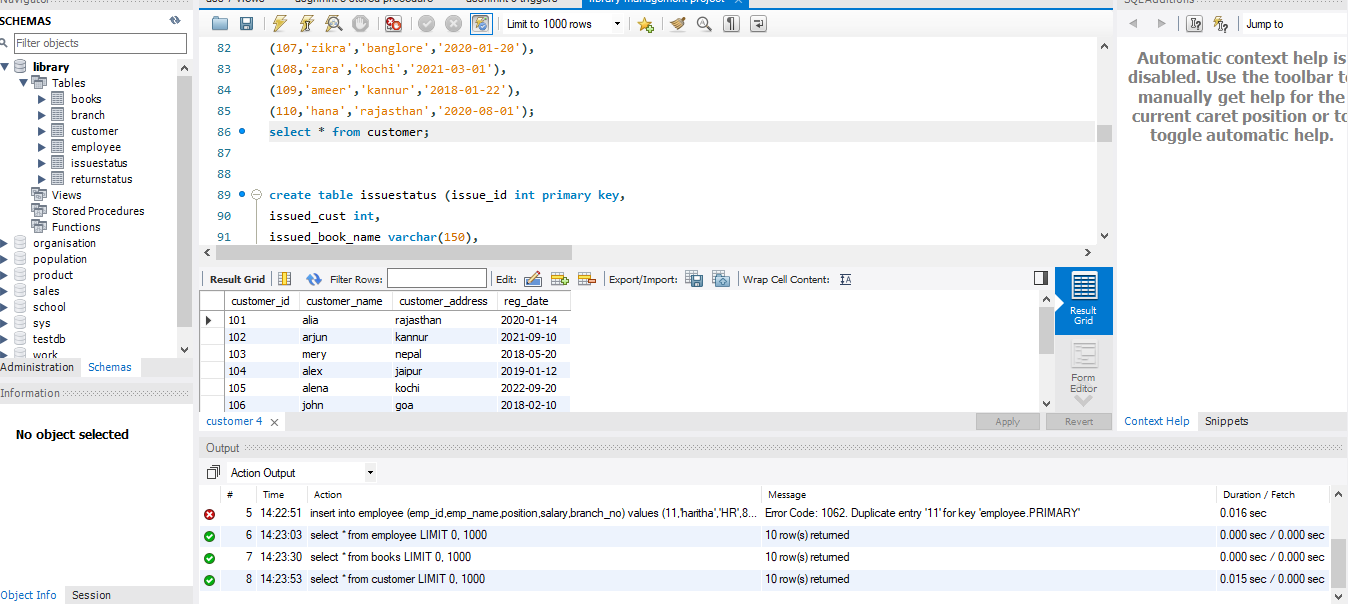 Navigator
SQLAdditions
library management project
SCHEMAS
Limit to 1000 rows
Jump to
Filter objects
library
Tables
books
branch
customer
employee
issuestatus
returnstatus
Views
Stored Procedures
Functions
organisation
population
product
sales
school
sys
testdb
work
Administration Schemas
Information
No object selected
Object Info Session
82 (107,'zikra','banglore','2020-01-20'),
83 (108,'zara','kochi','2021-03-01'),
84 (109,'ameer','kannur','2018-01-22'),
85 (110,'hana','rajasthan','2020-08-01');
86 select * from customer;
87
88
89 create table issuestatus (issue_id int primary key,
90 issued_cust int,
91 issued_book_name varchar(150),
Result Grid Filter Rows: Edit: Export/Import: Wrap Cell Content:
customer_id customer_name customer_address reg_date
101 alia rajasthan 2020-01-14
102 arjun kannur 2021-09-10
103 mery nepal 2018-05-20
104 alex jaipur 2019-01-12
105 alena kochi 2022-09-20
106 john goa 2018-02-10
Result
Grid
Form
Editor
customer 4 Apply Revert
Automatic context help is
disabled. Use the toolbar to
manually get help for the
current caret position or to
toggle automatic help.
Context Help Snippets
Output
Action Output
# Time Action Message Duration / Fetch
5 14:22:51 insert into employee (emp_id,emp_name,position,salary,branch_no) values (11,'haritha','HR',8... Error Code: 1062. Duplicate entry '11' for key 'employee.PRIMARY' 0.016 sec
6 14:23:03 select * from employee LIMIT 0, 1000 10 row(s) returned 0.000 sec / 0.000 sec
7 14:23:30 select * from books LIMIT 0, 1000 10 row(s) returned 0.000 sec / 0.000 sec
8 14:23:53 select * from customer LIMIT 0, 1000 10 row(s) returned 0.015 sec / 0.000 sec